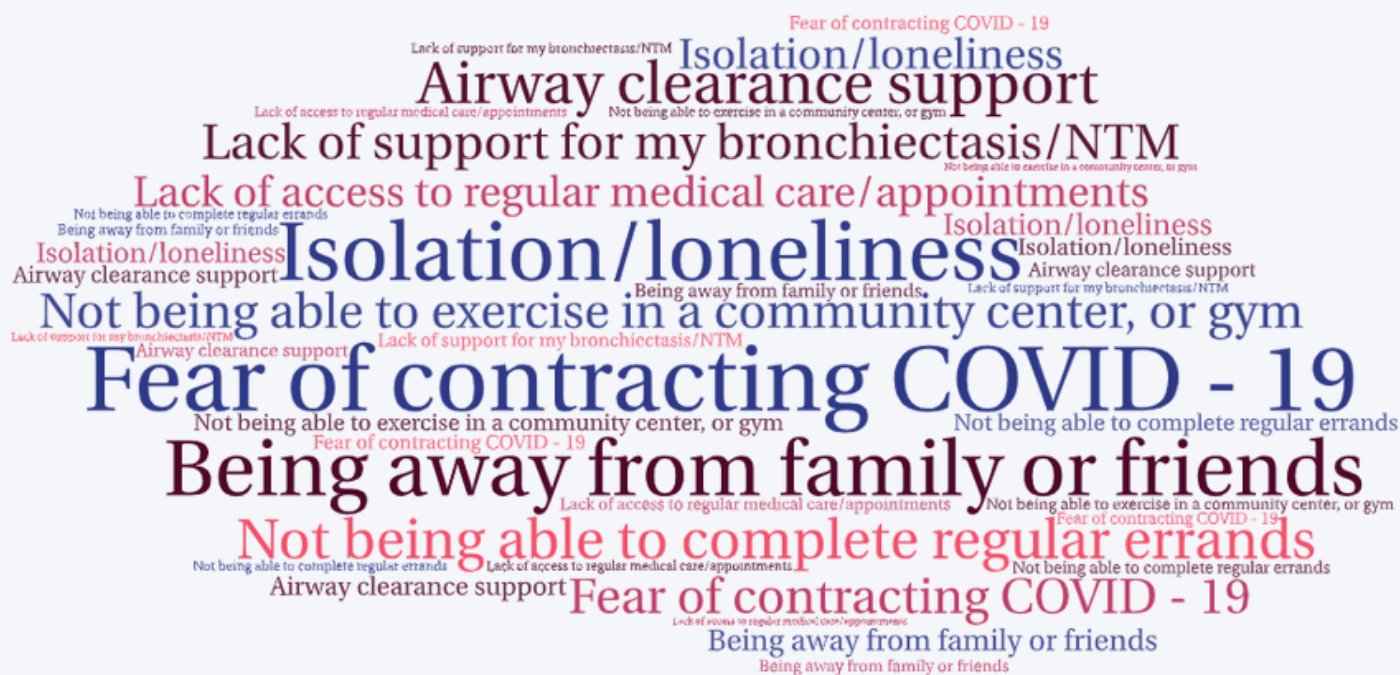 Fear of contracting COVID - 19
Lack of support for my bronchiectasis/NTM
Isolation/loneliness
Airway clearance support
Lack of access to regular medical care/appointments
Not being able to exercise in a community center, or gym
Lack of support for my bronchiectasis/NTM
Not being able to exercise in a community center, or gym
Lack of access to regular medical care/appointments
Not being able to complete regular errands
Being away from family or friends
Isolation/loneliness
Isolation/loneliness
Isolation/loneliness
Isolation/loneliness
Airway clearance support
Airway clearance support
Being away from family or friends
Lack of support for my bronchiectasis/NTM
Not being able to exercise in a community center, or gym
Lack of support for my bronchiectasis/NTM
Airway clearance support
Lack of support for my bronchiectasis/NTM
Fear of contracting COVID - 19
Not being able to exercise in a community center, or gym
Not being able to complete regular errands
Fear of contracting COVID - 19
Being away from family or friends
Lack of access to regular medical care/appointments
Not being able to exercise in a community center, or gym
Fear of contracting COVID - 19
Not being able to complete regular errands
Not being able to complete regular errands
Lack of access to regular medical care/appointments
Not being able to complete regular errands
Airway clearance support
Fear of contracting COVID - 19
Lack of access to regular medical care/appointments
Being away from family or friends
Being away from family or friends